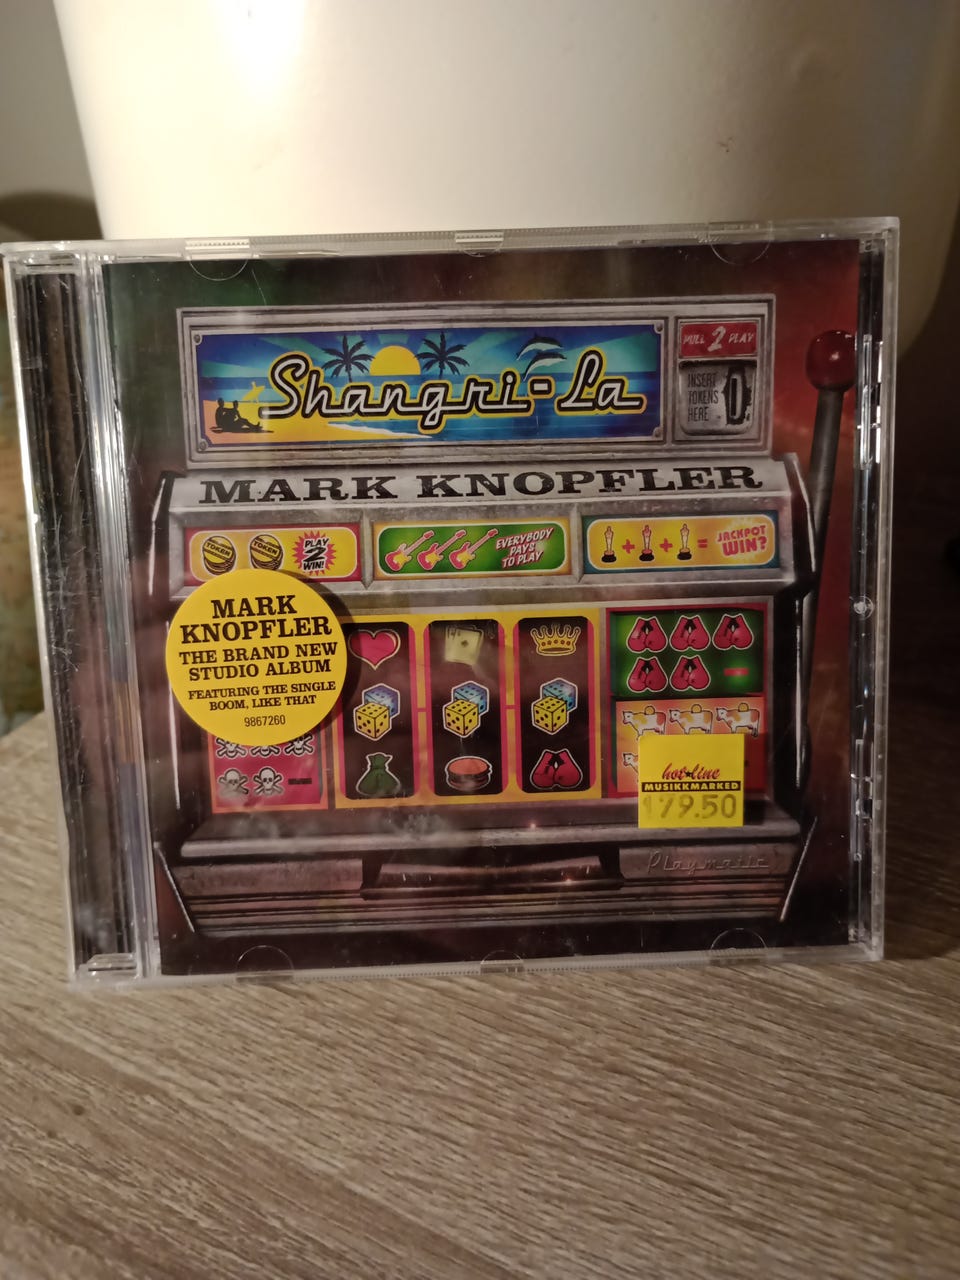 Shangri-La
PULL 2 PLAY
INSERT
TOKENS
HERE
MARK KNOPFLER
TOKEN
TOKEN
PLAY
2
WIN!
EVERYBODY
PAYS
TO PLAY
+ + =
JACKPOT
WIN?
MARK
KNOPFLER
THE BRAND NEW
STUDIO ALBUM
FEATURING THE SINGLE
BOOM, LIKE THAT
9867260
hot line
MUSIKKMARKED
179.50
Playmatic